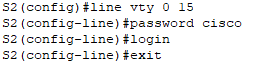 S2(config)#line vty 0 15
S2(config-line)#password cisco
S2(config-line)#login
S2(config-line)#exit